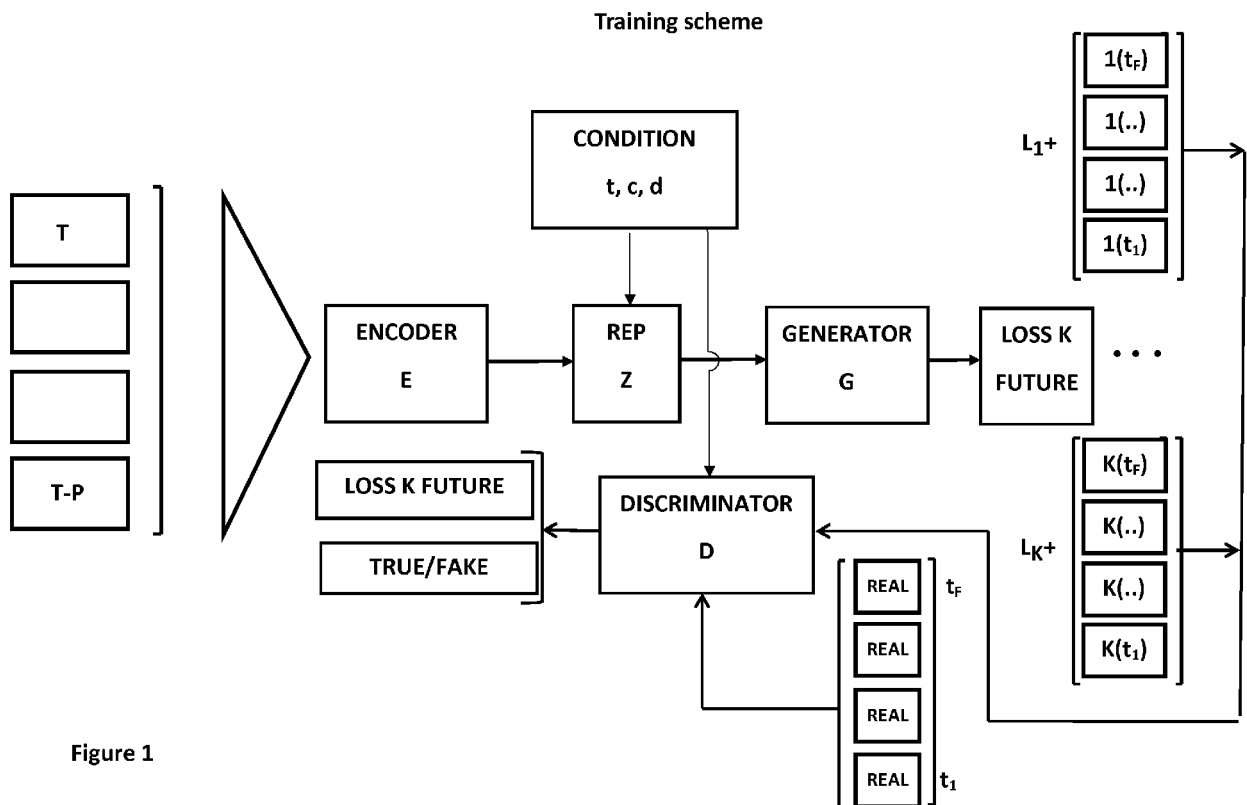 Training scheme
T
T-P
CONDITION
t, c, d
ENCODER
E
REP
Z
GENERATOR
G
LOSS K
FUTURE
...
L1+
1(tF)
1(..)
1(..)
1(t1)
LK+
K(tF)
K(..)
K(..)
K(t1)
LOSS K FUTURE
TRUE/FAKE
DISCRIMINATOR
D
REAL tF
REAL
REAL
REAL t1
Figure 1